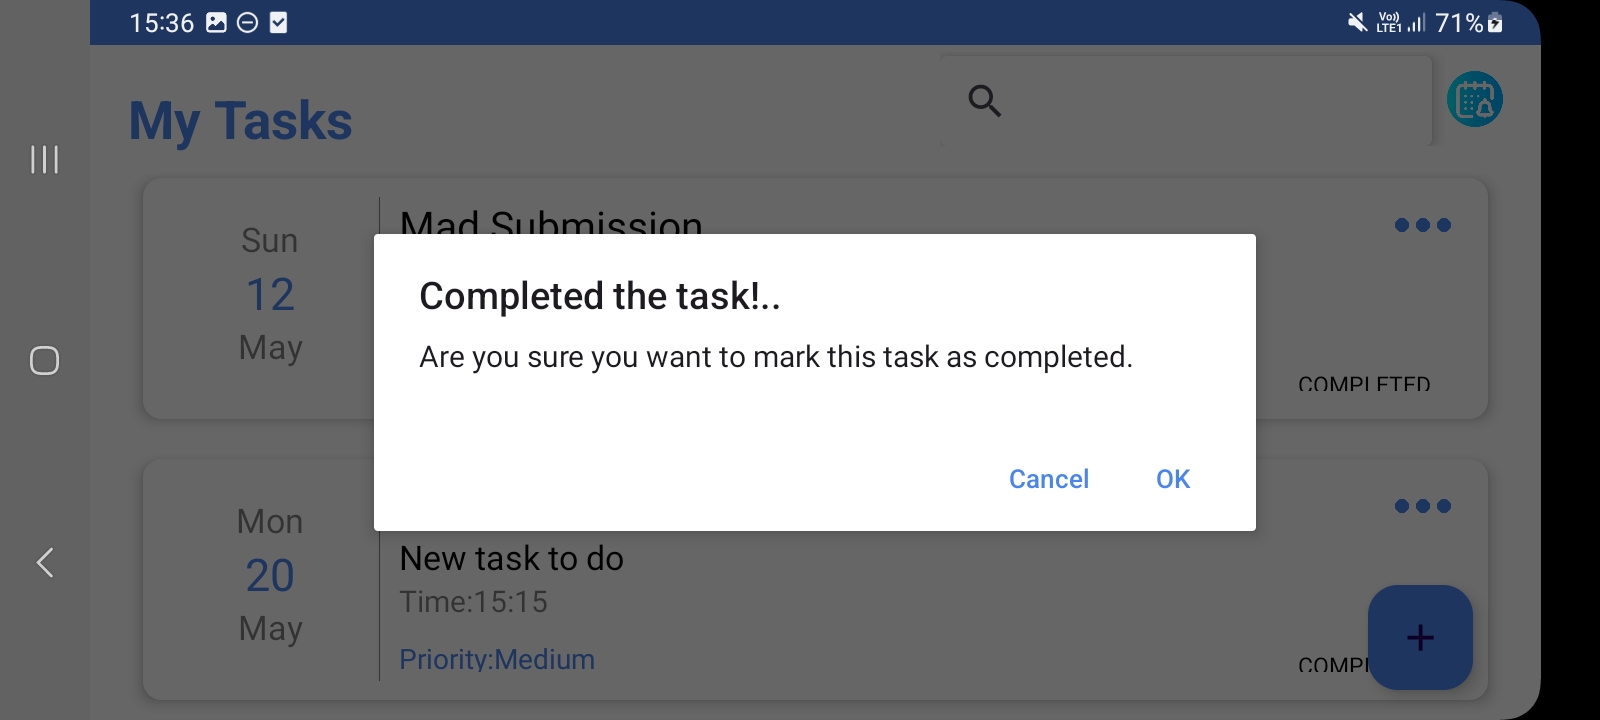 15:36
Vo)) LTE1 71%
My Tasks
Sun
12
May
Mad Submission
COMPLETED
Completed the task!..
Are you sure you want to mark this task as completed.
Cancel OK
Mon
20
May
New task to do
Time:15:15
Priority:Medium
+